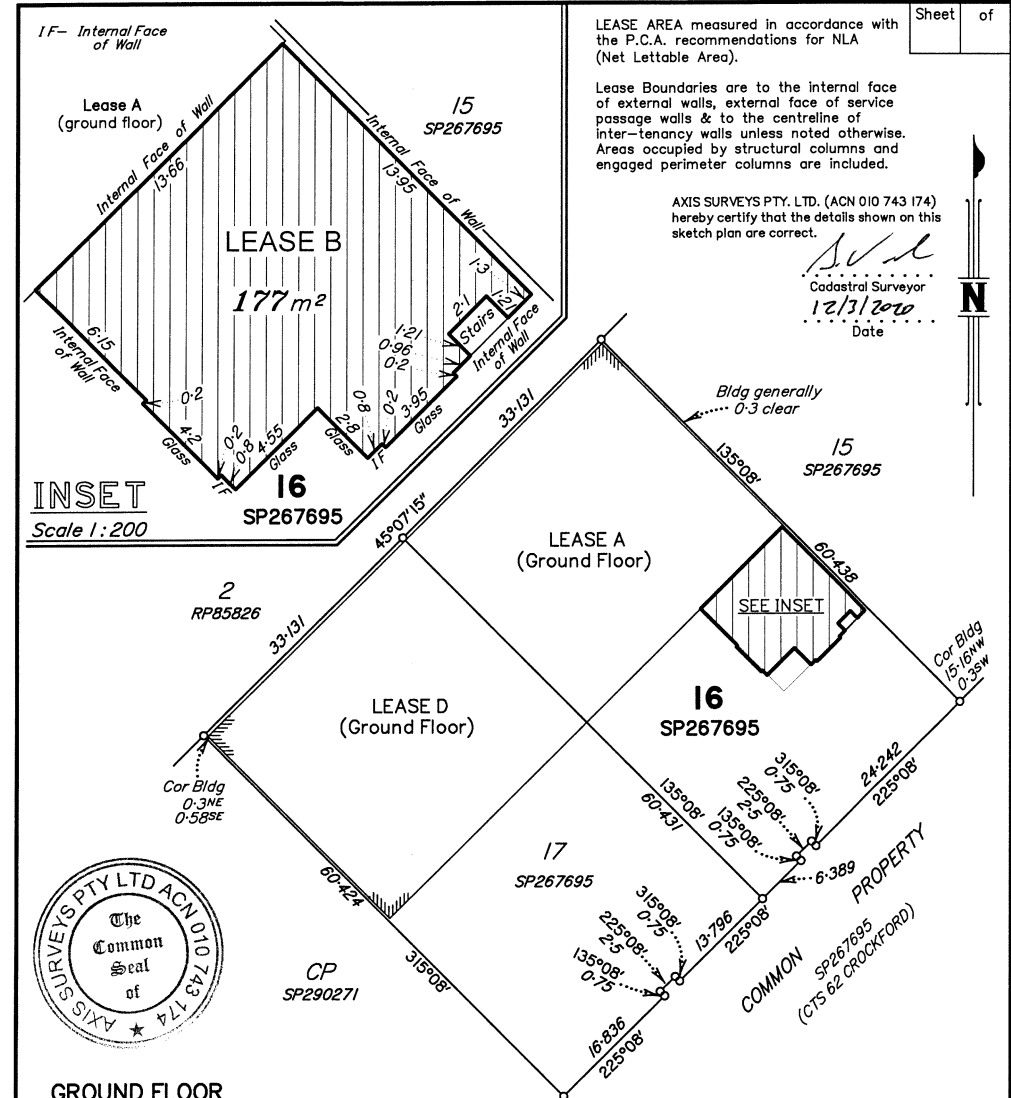 IF- Internal Face
of Wall
Lease A
(ground floor)
15
SP267695
Internal Face of Wall
13·66
Internal Face of Wall
13·95
LEASE B
177 m²
1·3
1·21
2·1
Stairs
Internal Face
of Wall
1·21
0·96
0·2
6·15
Internal Face
of Wall
0·2
4·2
Glass
0·2
0·8
IF
4·55
Glass
2·8
Glass
0·8
IF
0·2
3·95
Glass
16
SP267695
INSET
Scale 1:200
Sheet of
LEASE AREA measured in accordance with
the P.C.A. recommendations for NLA
(Net Lettable Area).
Lease Boundaries are to the internal face
of external walls, external face of service
passage walls & to the centreline of
inter-tenancy walls unless noted otherwise.
Areas occupied by structural columns and
engaged perimeter columns are included.
AXIS SURVEYS PTY. LTD. (ACN 010 743 174)
hereby certify that the details shown on this
sketch plan are correct.
Cadastral Surveyor
12/3/2020
Date
N
33·131
Bldg generally
0·3 clear
135°08'
15
SP267695
45°07'15"
LEASE A
(Ground Floor)
60·438
SEE INSET
2
RP85826
33·131
Cor Bldg
15·16NW
0·3SW
LEASE D
(Ground Floor)
16
SP267695
Cor Bldg
0·3NE
0·58SE
135°08'
60·431
315°08'
0·75
225°08'
2·5
135°08'
0·75
24·242
225°08'
6·389
17
SP267695
60·424
315°08'
315°08'
0·75
225°08'
2·5
135°08'
0·75
13·796
225°08'
COMMON PROPERTY
SP267695
(CTS 62 CROCKFORD)
CP
SP290271
16·836
225°08'
AXIS SURVEYS PTY LTD ACN 010 743 174
The
Common
Seal
of
GROUND FLOOR